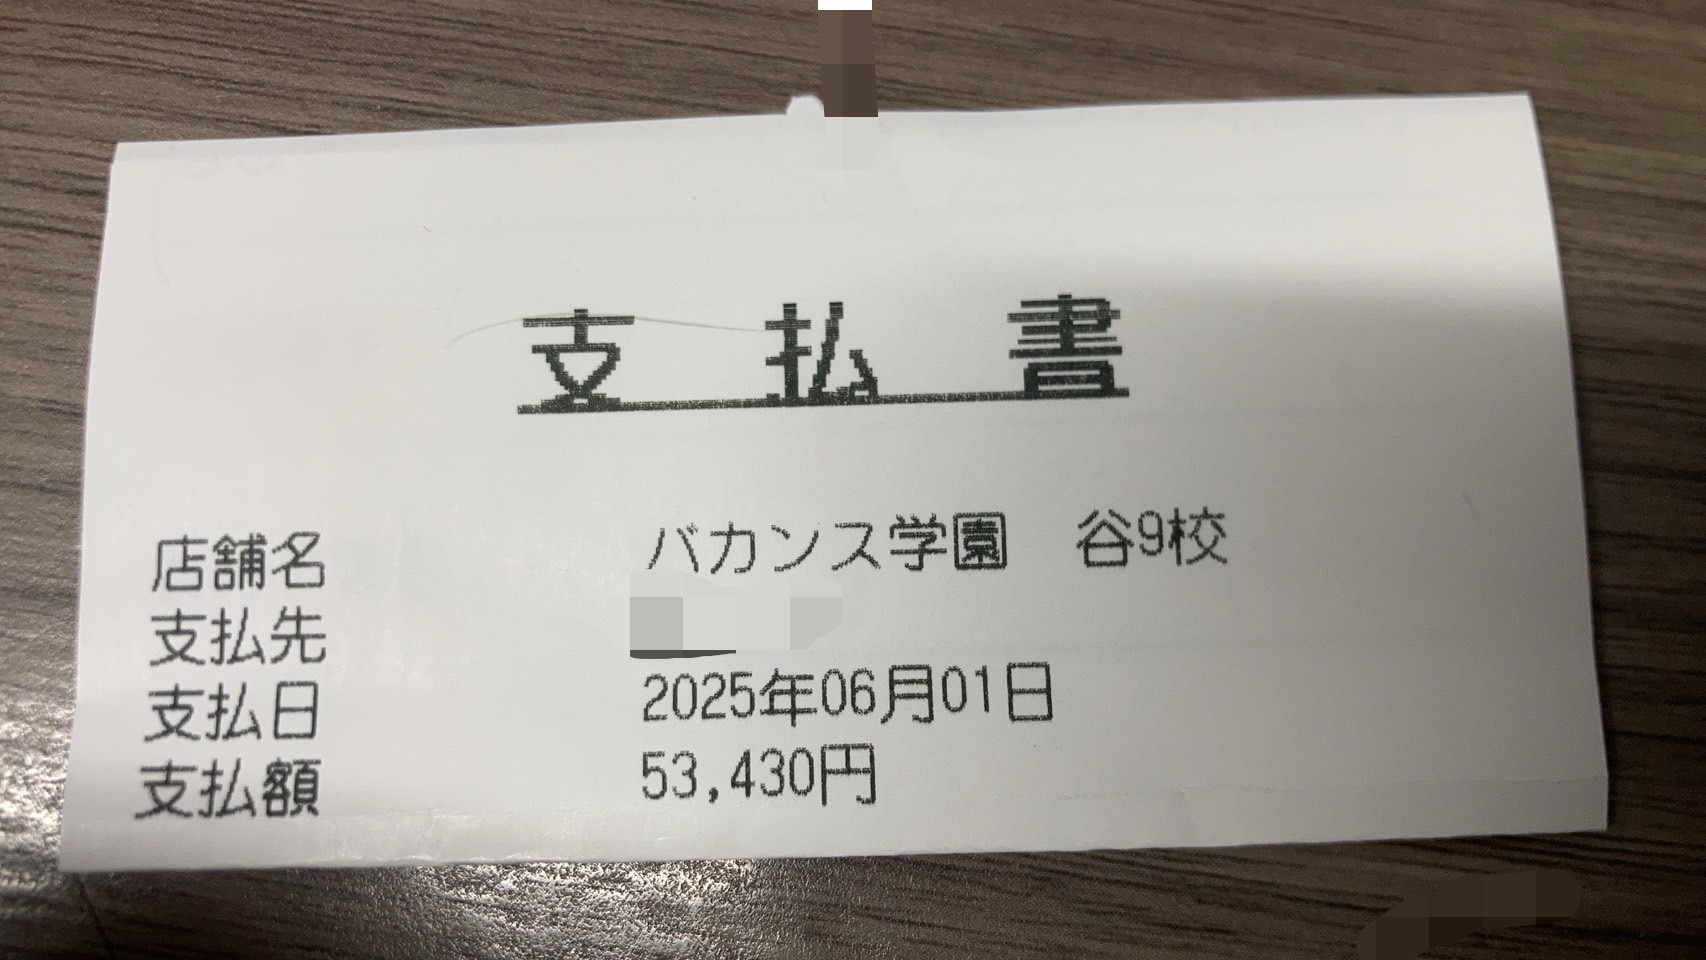 支払書
店舗名 バカンス学園 谷9校
支払先
支払日 2025年06月01日
支払額 53,430円